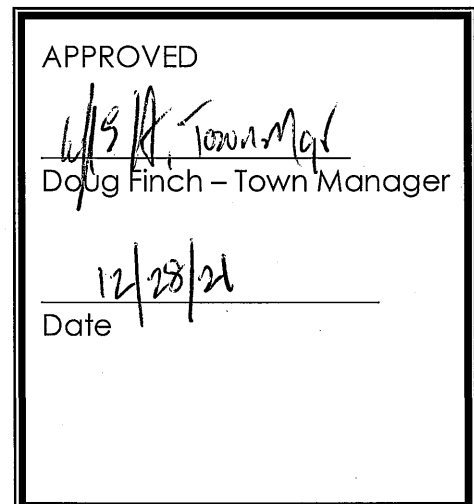 APPROVED
Town Mgr
Doug Finch – Town Manager
12/28/21
Date